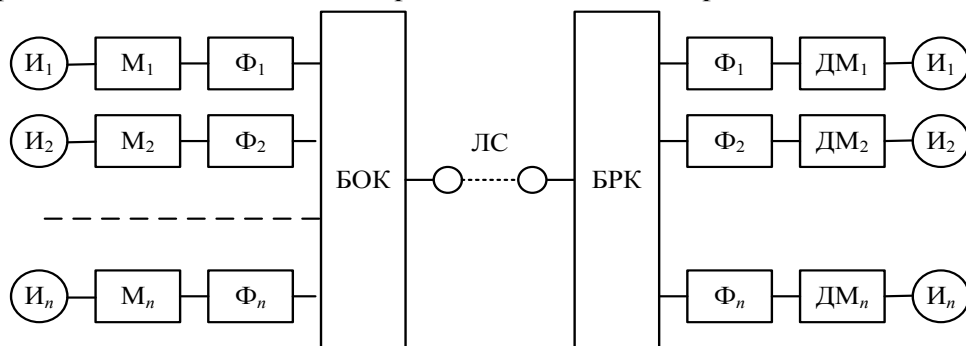 И₁ М₁ Ф₁ Ф₁ ДМ₁ И₁
И₂ М₂ Ф₂ Ф₂ ДМ₂ И₂
ЛС
БОК БРК
Иₙ Мₙ Фₙ Фₙ ДМₙ Иₙ